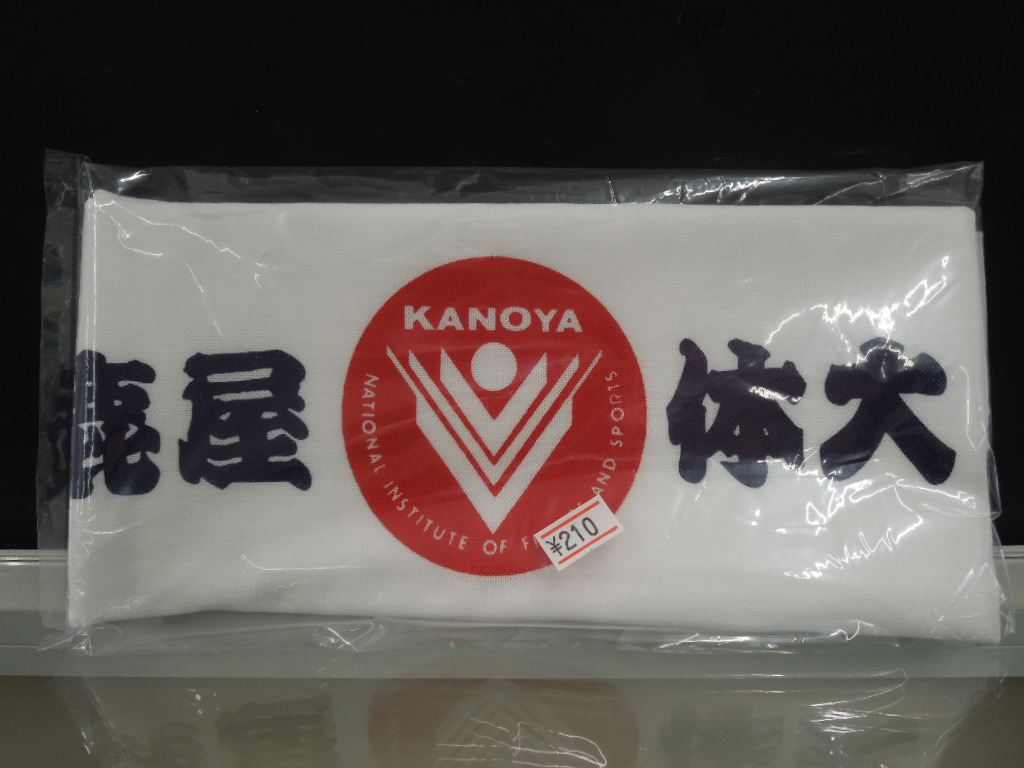 鹿屋
KANOYA
NATIONAL INSTITUTE OF AND SPORTS
体大
¥210